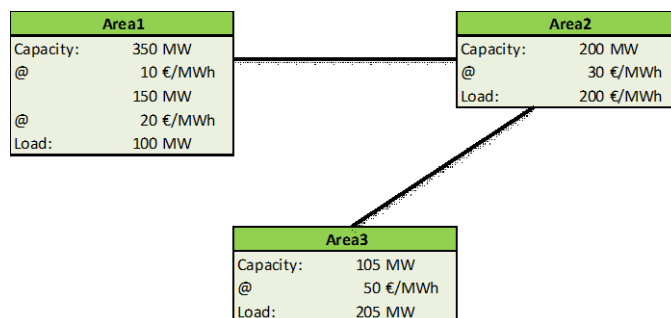 Area1
Capacity: 350 MW
@ 10 €/MWh
150 MW
@ 20 €/MWh
Load: 100 MW
Area2
Capacity: 200 MW
@ 30 €/MWh
Load: 200 €/MWh
Area3
Capacity: 105 MW
@ 50 €/MWh
Load: 205 MW